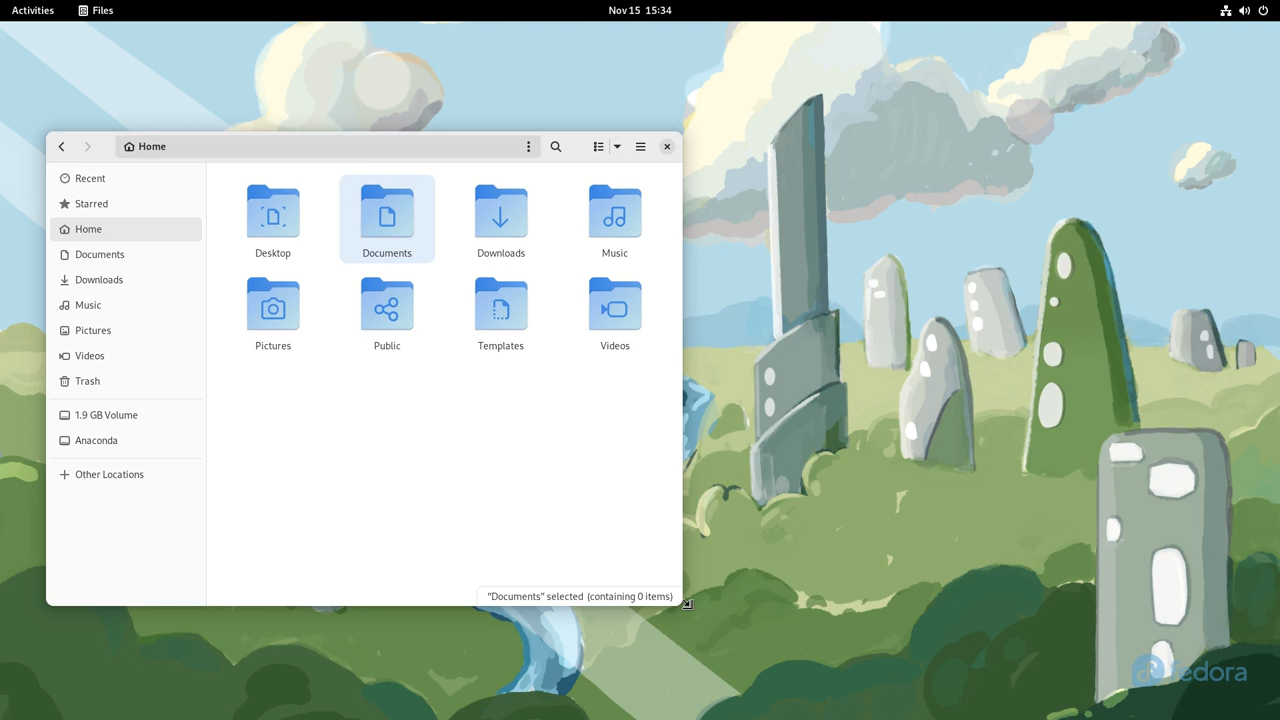 Activities Files Nov 15 15:34
Home
Recent
Starred
Home
Documents
Downloads
Music
Pictures
Videos
Trash
1.9 GB Volume
Anaconda
Other Locations
Desktop Documents Downloads Music
Pictures Public Templates Videos
"Documents" selected (containing 0 items)
fedora